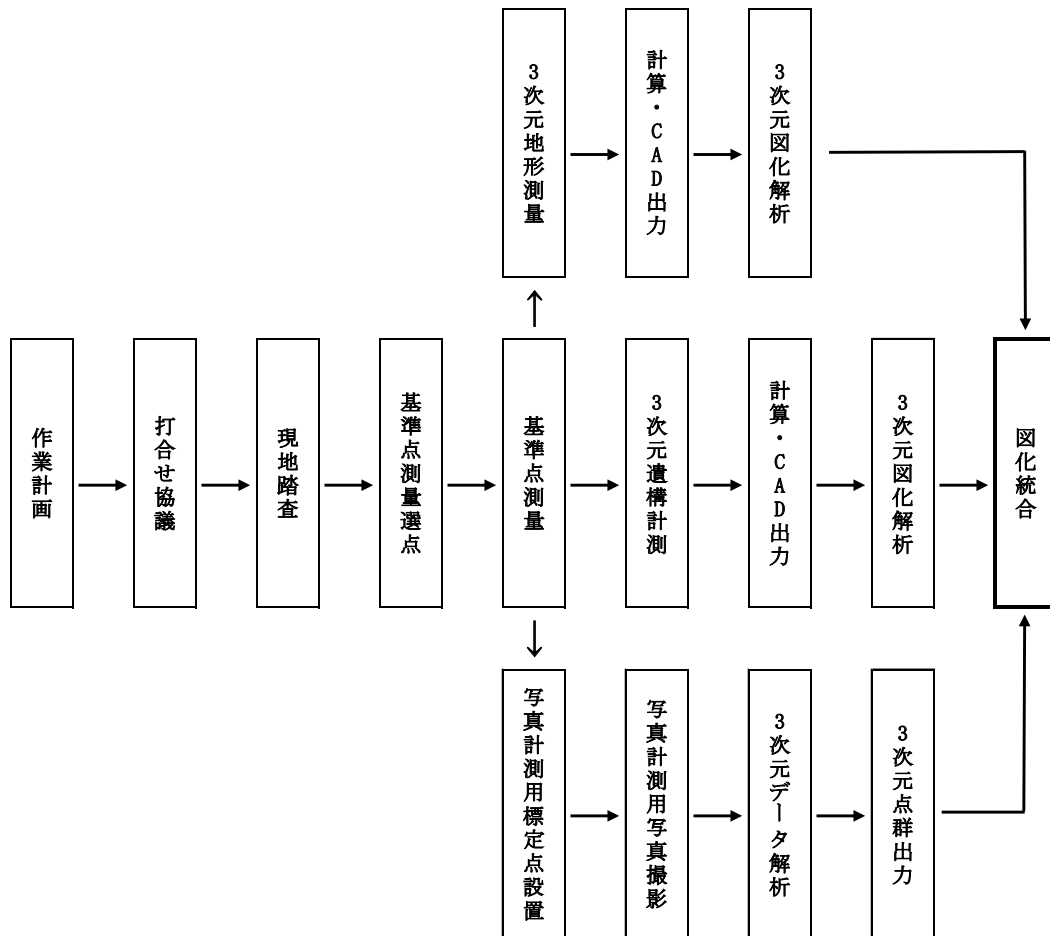 3次元地形測量
計算・CAD出力
3次元図化解析
作業計画
打合せ協議
現地踏査
基準点測量選点
基準点測量
3次元遺構計測
計算・CAD出力
3次元図化解析
図化統合
写真計測用標定点設置
写真計測用写真撮影
3次元データ解析
3次元点群出力